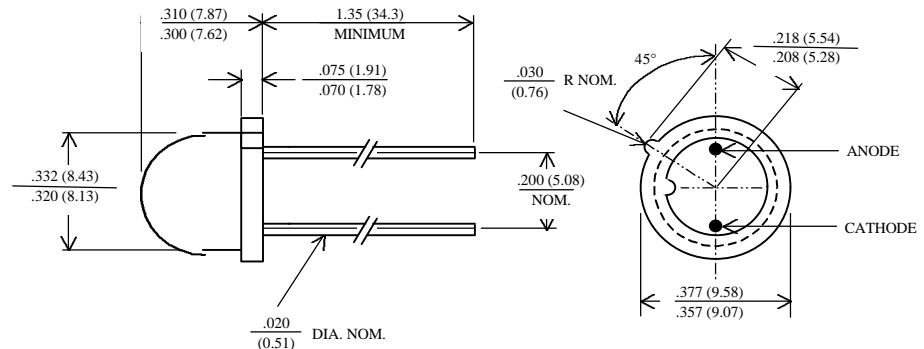 .310 (7.87)
.300 (7.62)
1.35 (34.3)
MINIMUM
.075 (1.91)
.070 (1.78)
.332 (8.43)
.320 (8.13)
.200 (5.08)
NOM.
.020
(0.51)
DIA. NOM.
.218 (5.54)
.208 (5.28)
45°
.030
(0.76)
R NOM.
ANODE
CATHODE
.377 (9.58)
.357 (9.07)